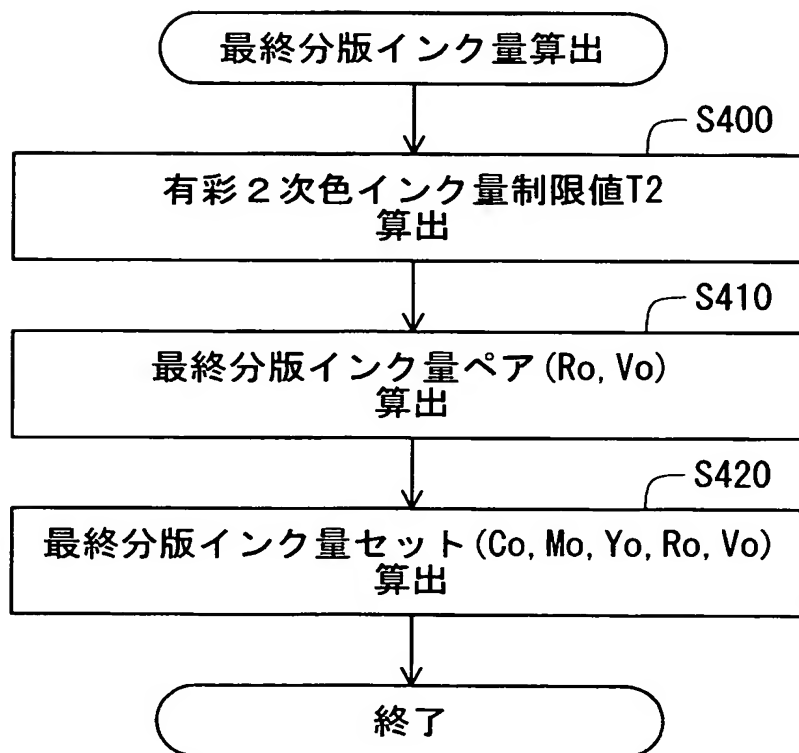 最終分版インク量算出
S400
有彩２次色インク量制限値T2
算出
S410
最終分版インク量ペア(Ro, Vo)
算出
S420
最終分版インク量セット(Co, Mo, Yo, Ro, Vo)
算出
終了